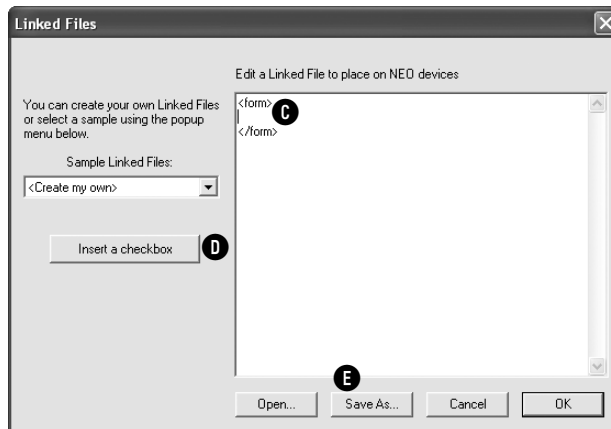 Linked Files
Edit a Linked File to place on NEO devices
You can create your own Linked Files
or select a sample using the popup
menu below.
Sample Linked Files:
<Create my own>
Insert a checkbox
D
<form>
C
</form>
E
Open...
Save As...
Cancel
OK